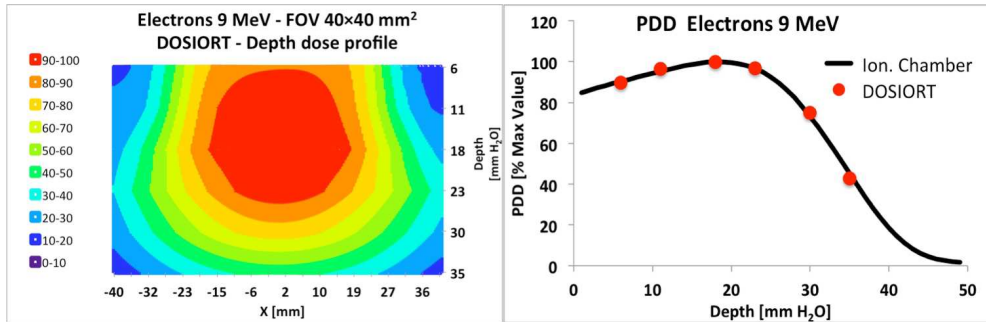 Electrons 9 MeV - FOV 40×40 mm²
DOSIORT - Depth dose profile
90-100
80-90
70-80
60-70
50-60
40-50
30-40
20-30
10-20
0-10
6
11
18
23
30
35
Depth
[mm H₂O]
-40 -32 -23 -15 -6 2 10 19 27 36
X [mm]
PDD Electrons 9 MeV
120
100
80
60
40
20
0
PDD [% Max Value]
Ion. Chamber
DOSIORT
0 10 20 30 40 50
Depth [mm H₂O]